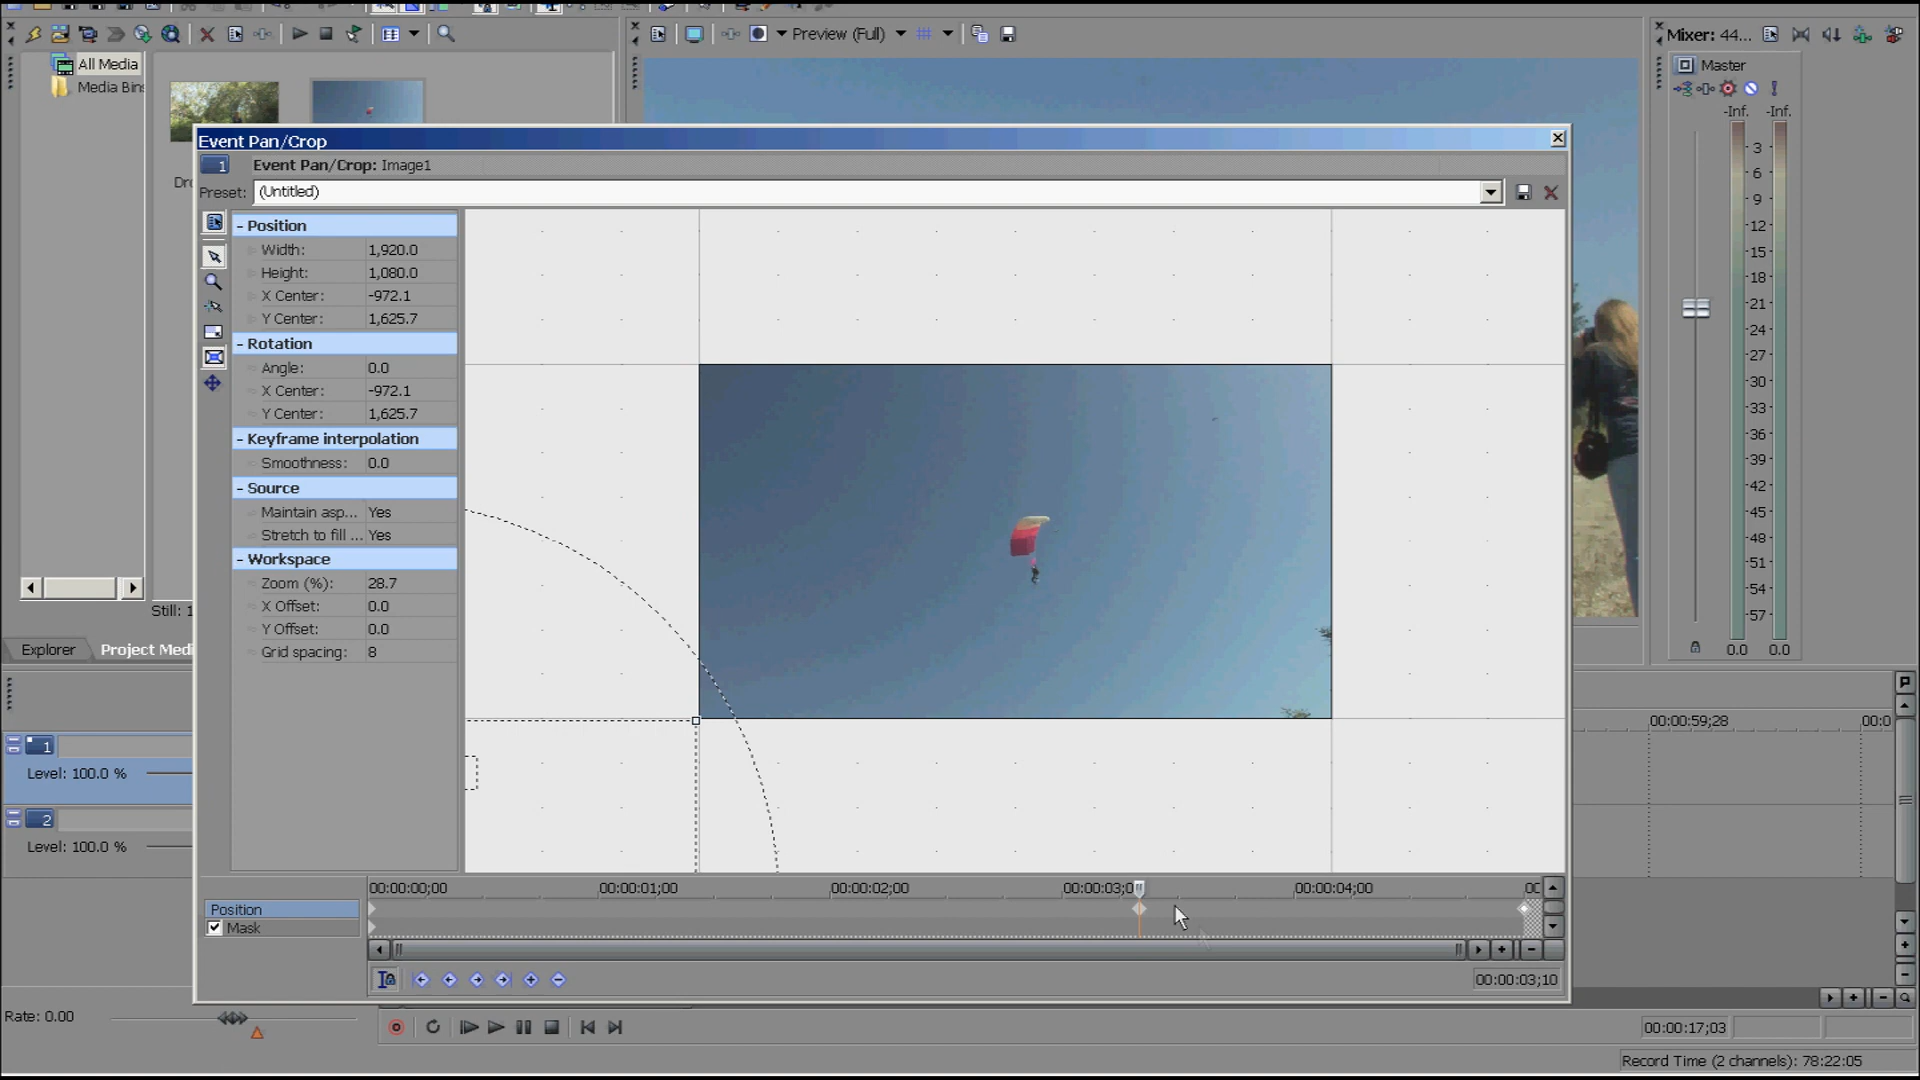 Preview (Full)
Mixer: 44...
All Media
Media Bins
Master
-Inf. -Inf.
Event Pan/Crop
1
Event Pan/Crop: Image1
Preset: (Untitled)
- Position
Width: 1,920.0
Height: 1,080.0
X Center: -972.1
Y Center: 1,625.7
- Rotation
Angle: 0.0
X Center: -972.1
Y Center: 1,625.7
- Keyframe interpolation
Smoothness: 0.0
- Source
Maintain asp... Yes
Stretch to fill ... Yes
- Workspace
Zoom (%): 28.7
X Offset: 0.0
Y Offset: 0.0
Grid spacing: 8
3
6
9
-12-
-15-
-18-
-21-
-24-
-27-
-30-
-33-
-36-
-39-
-42-
-45-
-48-
-51-
-54-
-57-
0.0 0.0
Still: 1
Explorer
Project Medi
1
Level: 100.0 %
2
Level: 100.0 %
00:00:59;28
00:0
00:00:00;00 00:00:01;00 00:00:02;00 00:00:03;0 00:00:04;00
Position
Mask
00:00:03;10
Rate: 0.00
00:00:17;03
Record Time (2 channels): 78:22:05